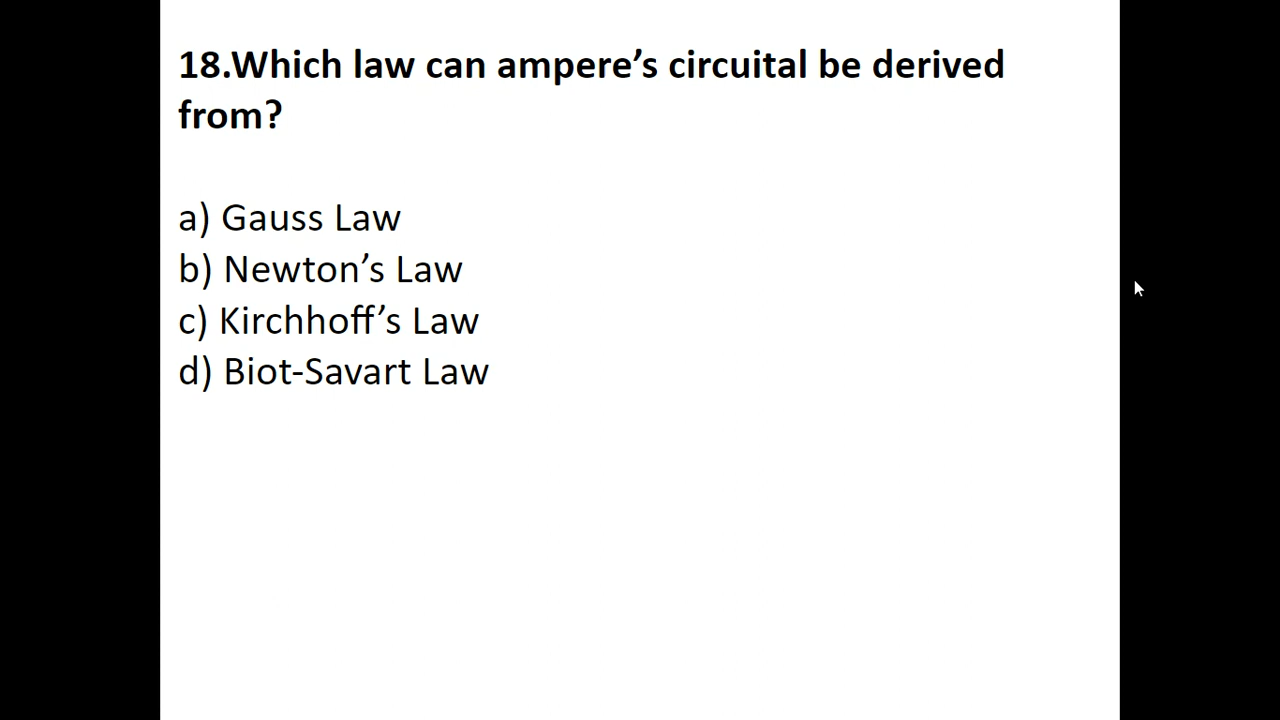 18.Which law can ampere’s circuital be derived
from?
a) Gauss Law
b) Newton’s Law
c) Kirchhoff’s Law
d) Biot-Savart Law